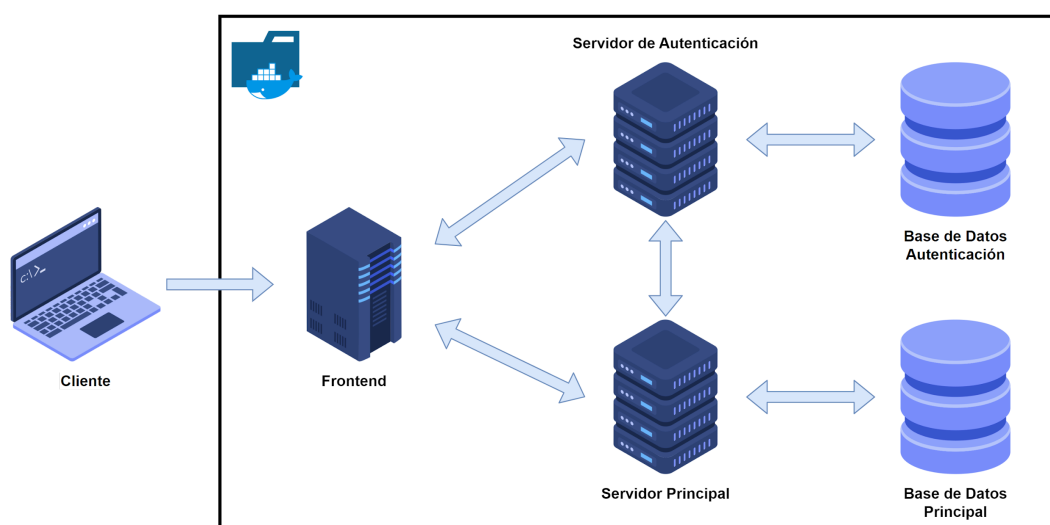 Servidor de Autenticación
C:\ >_
Cliente
Frontend
Base de Datos
Autenticación
Servidor Principal
Base de Datos
Principal